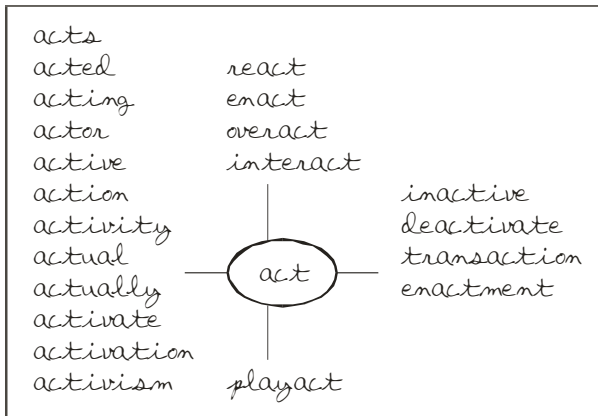 acts
acted
acting
actor
active
action
activity
actual
actually
activate
activation
activism
react
enact
overact
interact
act
playact
inactive
deactivate
transaction
enactment